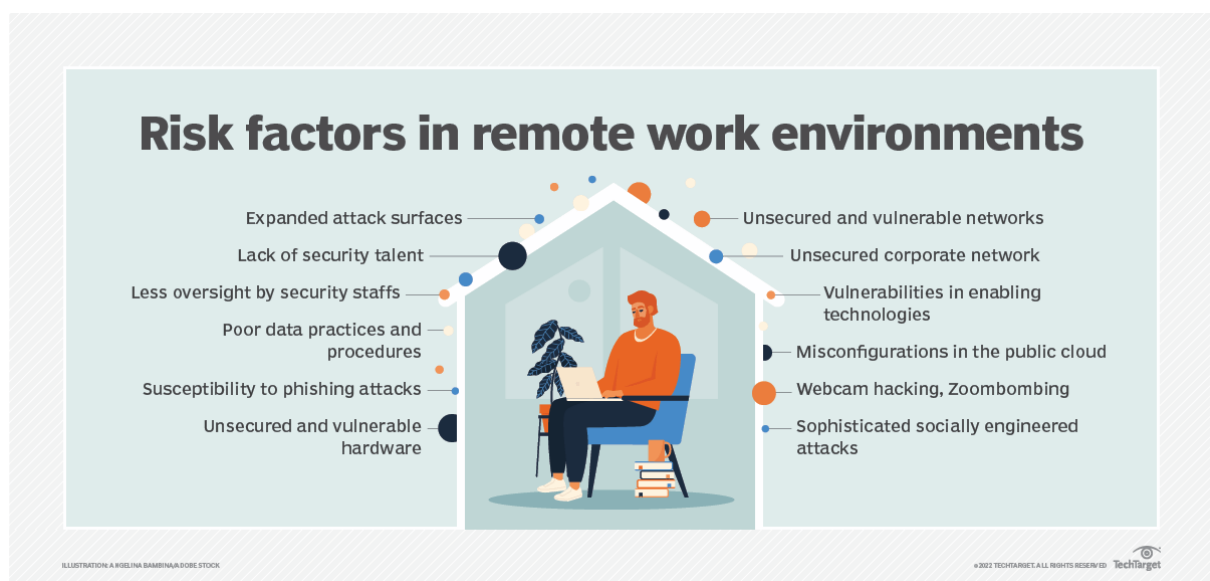 Risk factors in remote work environments
Expanded attack surfaces
Lack of security talent
Less oversight by security staffs
Poor data practices and
procedures
Susceptibility to phishing attacks
Unsecured and vulnerable
hardware
Unsecured and vulnerable networks
Unsecured corporate network
Vulnerabilities in enabling
technologies
Misconfigurations in the public cloud
Webcam hacking, Zoombombing
Sophisticated socially engineered
attacks
ILLUSTRATION: ANGELINA BAMBINA/ADOBE STOCK
©2022 TECHTARGET. ALL RIGHTS RESERVED
TechTarget